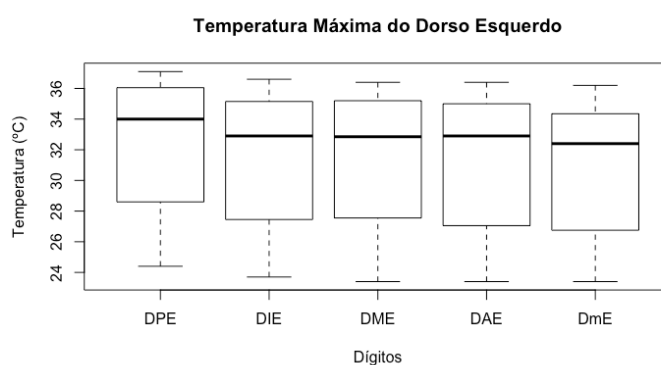 Temperatura Máxima do Dorso Esquerdo
Temperatura (ºC)
36
34
32
30
28
26
24
DPE DIE DME DAE DmE
Dígitos